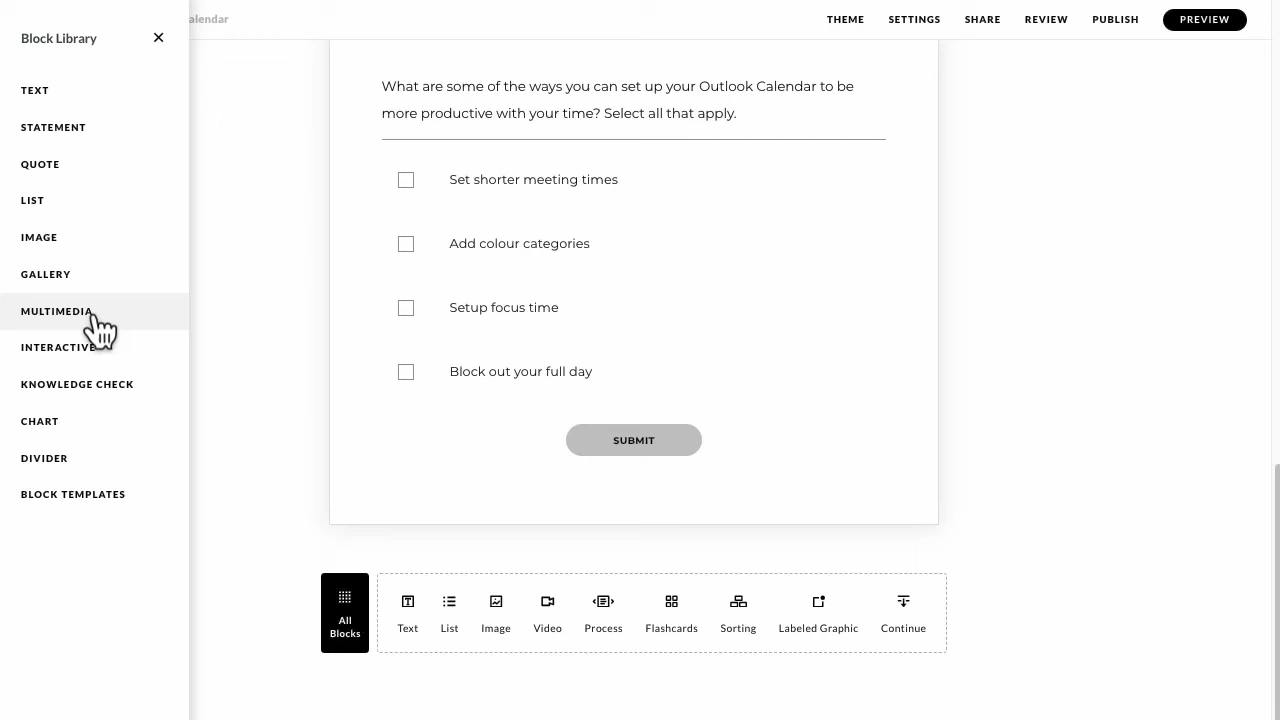 Block Library
alendar
THEME
SETTINGS
SHARE
REVIEW
PUBLISH
PREVIEW
TEXT
STATEMENT
QUOTE
LIST
IMAGE
GALLERY
MULTIMEDIA
INTERACTIVE
KNOWLEDGE CHECK
CHART
DIVIDER
BLOCK TEMPLATES
What are some of the ways you can set up your Outlook Calendar to be
more productive with your time? Select all that apply.
Set shorter meeting times
Add colour categories
Setup focus time
Block out your full day
SUBMIT
All
Blocks
Text
List
Image
Video
Process
Flashcards
Sorting
Labeled Graphic
Continue